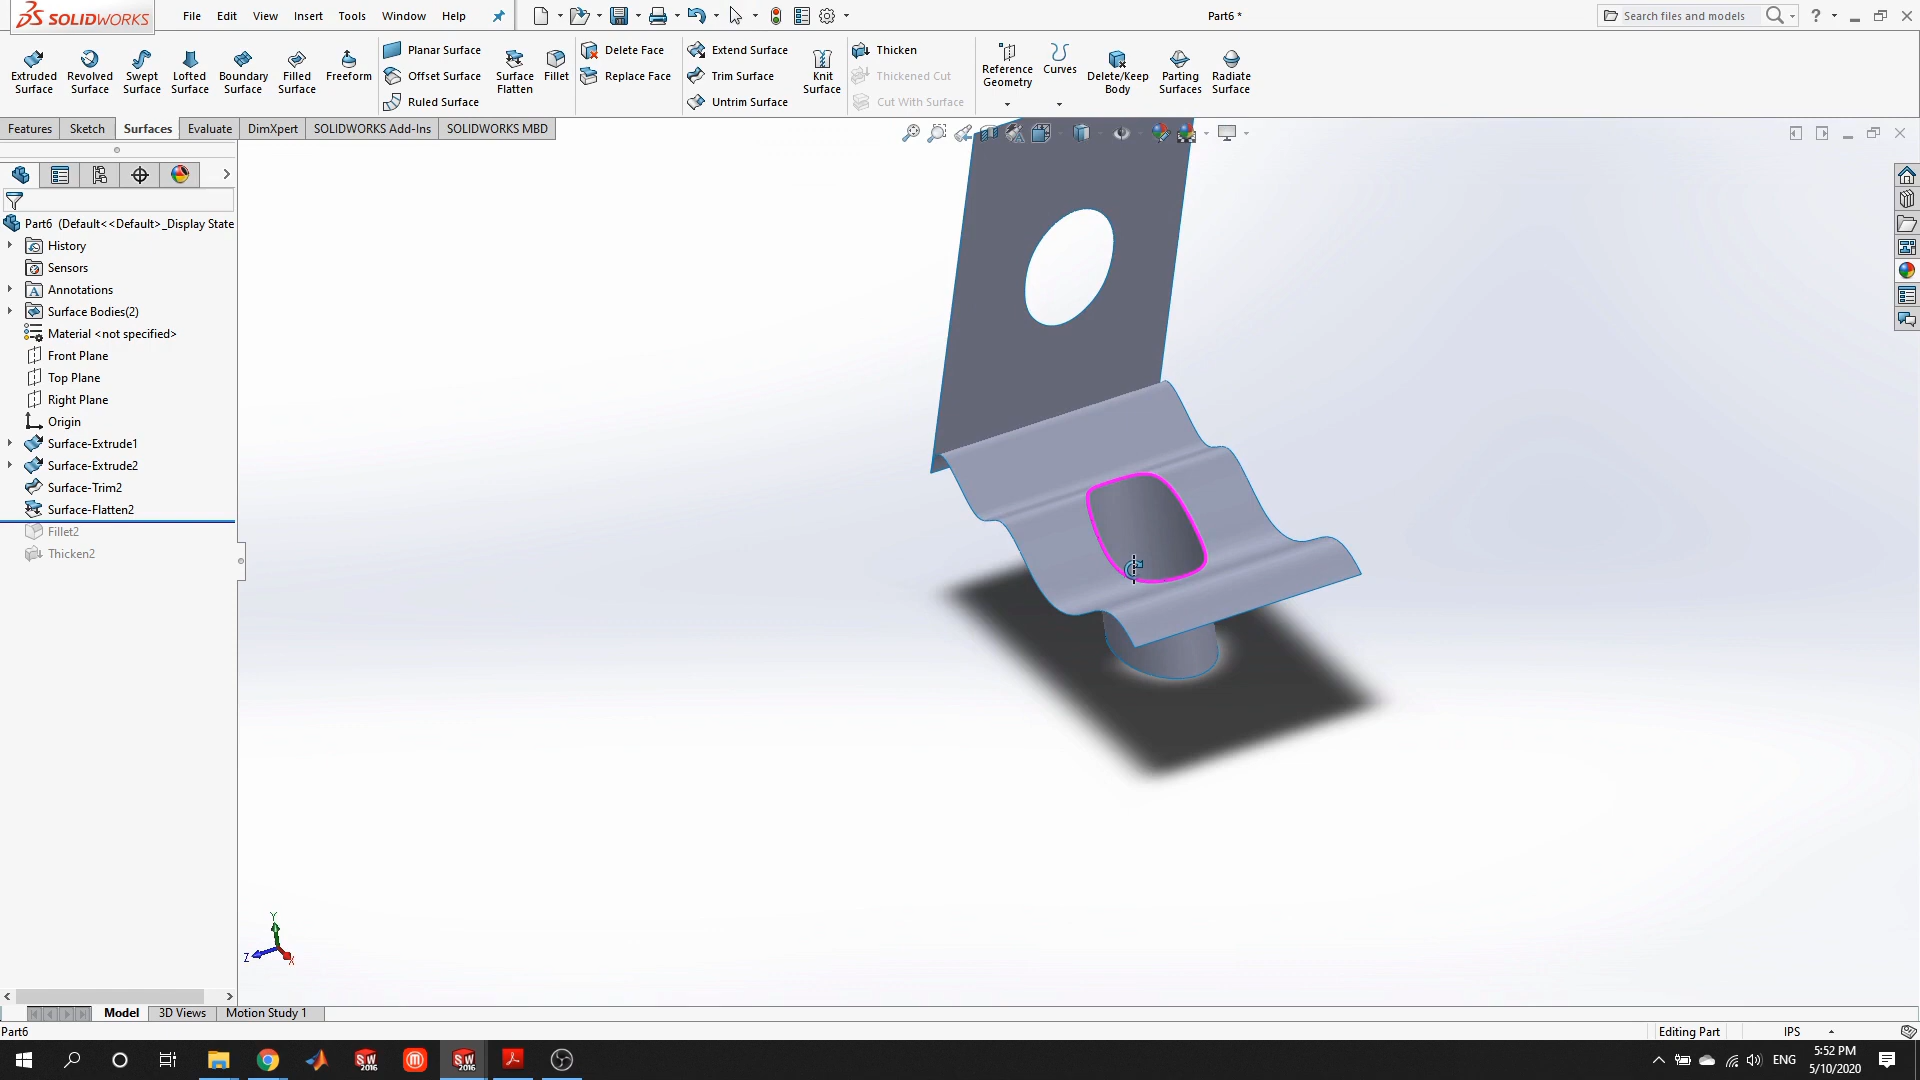 SOLIDWORKS
File Edit View Insert Tools Window Help
Part6 *
Search files and models
?
Extruded Surface
Revolved Surface
Swept Surface
Lofted Surface
Boundary Surface
Filled Surface
Freeform
Planar Surface
Offset Surface
Ruled Surface
Surface Flatten
Fillet
Delete Face
Replace Face
Extend Surface
Trim Surface
Untrim Surface
Knit Surface
Thicken
Thickened Cut
Cut With Surface
Reference Geometry
Curves
Delete/Keep Body
Parting Surfaces
Radiate Surface
Features Sketch Surfaces Evaluate DimXpert SOLIDWORKS Add-Ins SOLIDWORKS MBD
Part6 (Default<<Default>_Display State
History
Sensors
Annotations
Surface Bodies(2)
Material <not specified>
Front Plane
Top Plane
Right Plane
Origin
Surface-Extrude1
Surface-Extrude2
Surface-Trim2
Surface-Flatten2
Fillet2
Thicken2
Y
Z
X
Model 3D Views Motion Study 1
Part6
Editing Part
IPS
SW 2016
SW 2016
ENG
5:52 PM
5/10/2020